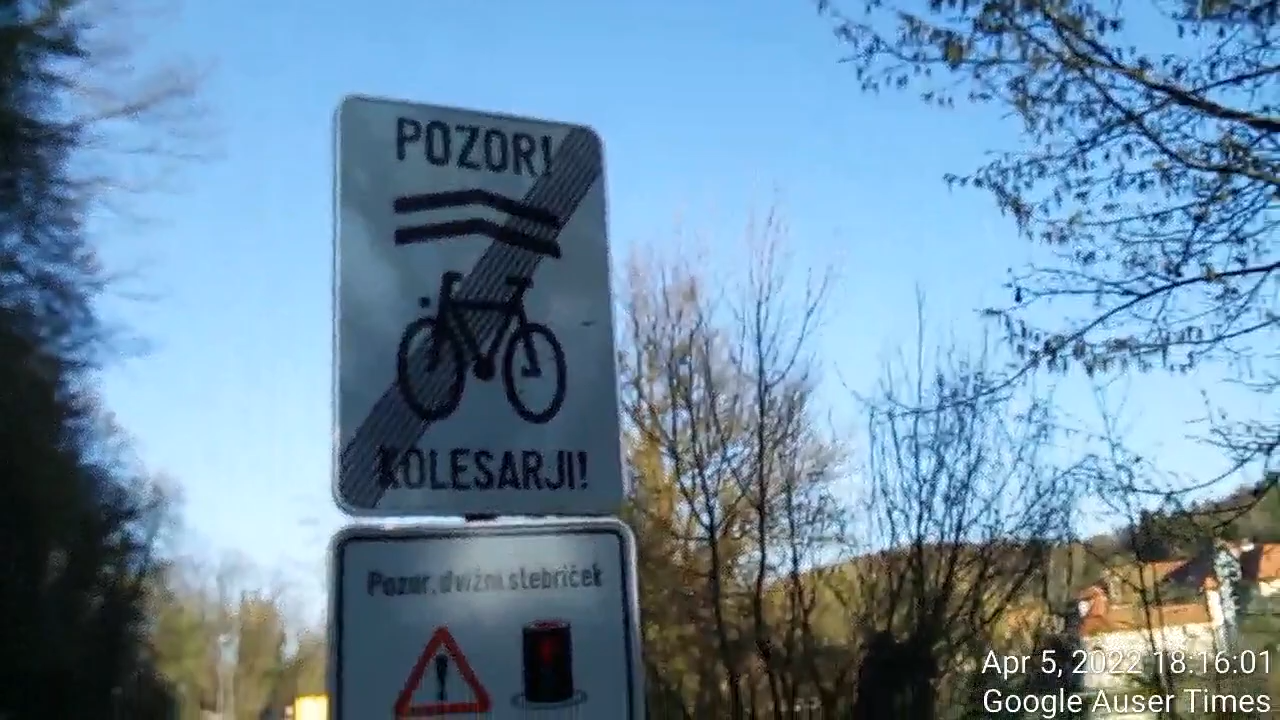 POZOR!
KOLESARJI!
Pozor, dvižni stebriček
Apr 5, 2022 18:16:01
Google Auser Times